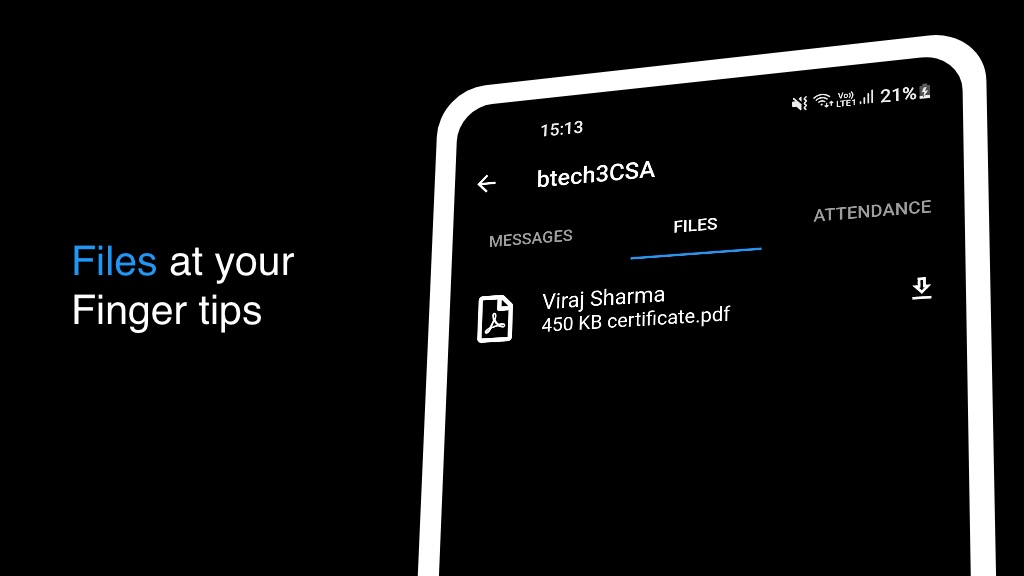 Files at your
Finger tips
15:13
Vo))
LTE1
21%
btech3CSA
MESSAGES
FILES
ATTENDANCE
Viraj Sharma
450 KB certificate.pdf